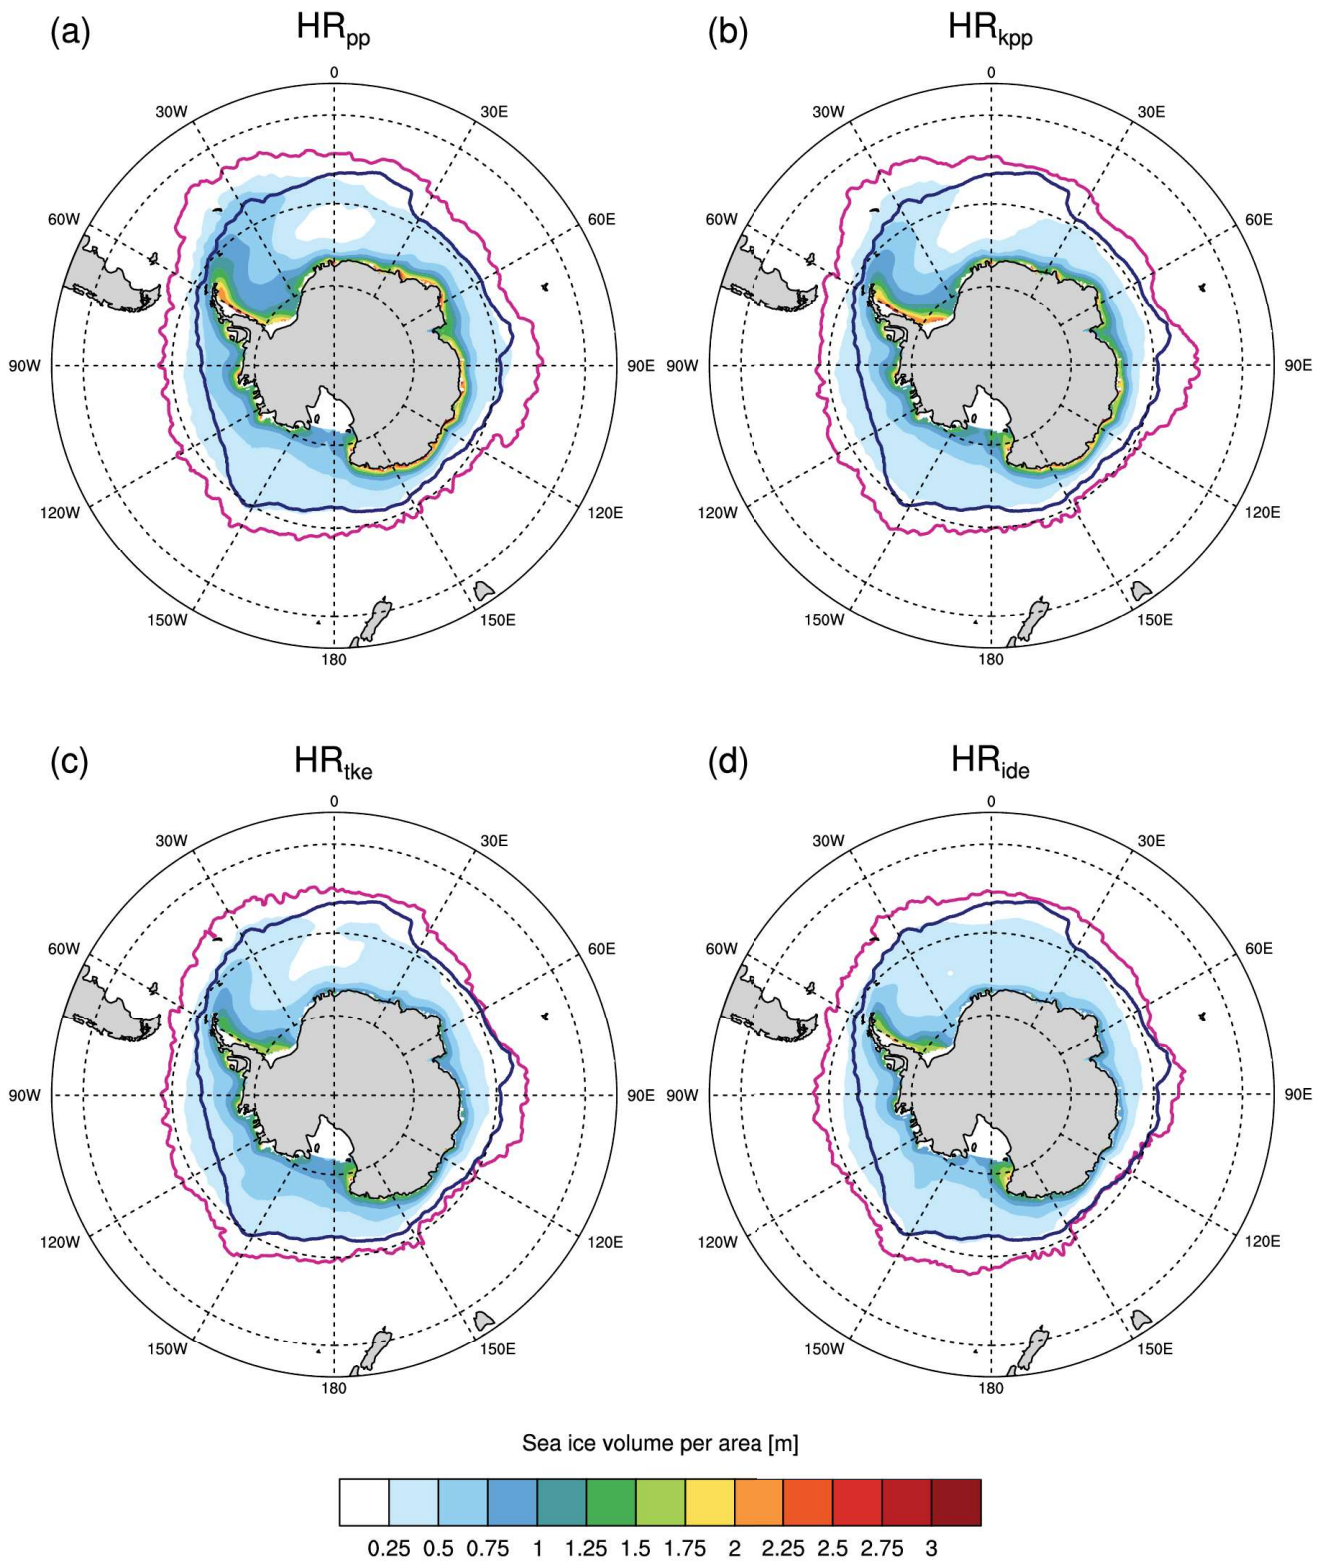 (a) HRpp
0
30W 30E
60W 60E
90W 90E
120W 120E
150W 150E
180
(b) HRkpp
0
30W 30E
60W 60E
90W 90E
120W 120E
150W 150E
180
(c) HRtke
0
30W 30E
60W 60E
90W 90E
120W 120E
150W 150E
180
(d) HRide
0
30W 30E
60W 60E
90W 90E
120W 120E
150W 150E
180
Sea ice volume per area [m]
0.25 0.5 0.75 1 1.25 1.5 1.75 2 2.25 2.5 2.75 3